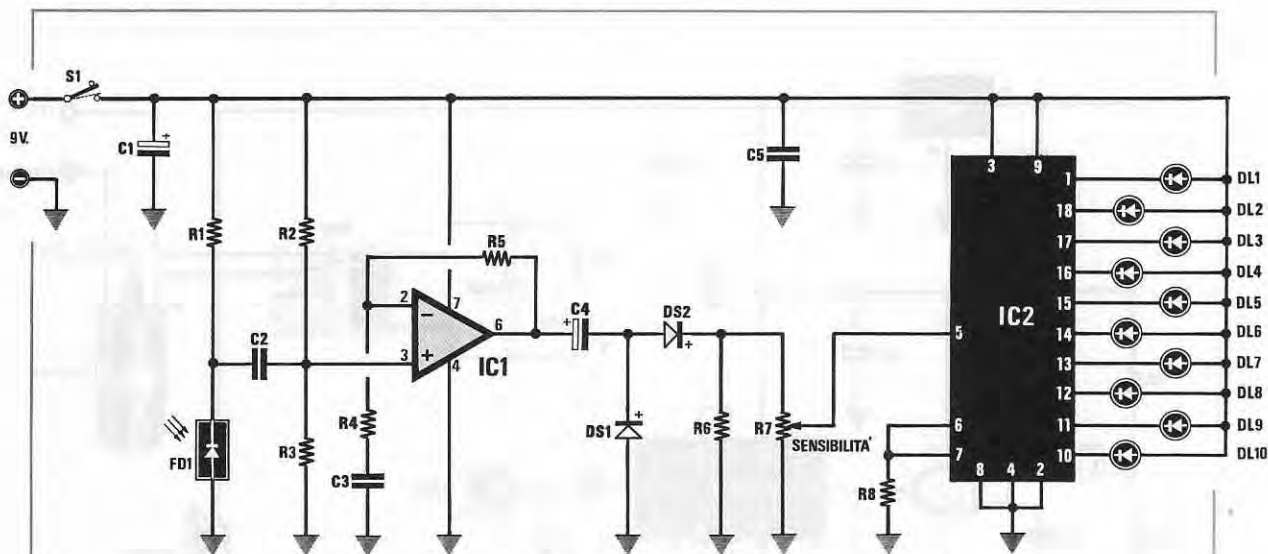 S1
9V.
C1
+
R1
R2
C2
FD1
R3
R4
C3
R5
2
3
7
6
4
−
+
IC1
C4
+
DS1
+
DS2
+
R6
R7
SENSIBILITA'
R8
C5
IC2
3
9
5
6
7
8
4
2
1
18
17
16
15
14
13
12
11
10
DL1
DL2
DL3
DL4
DL5
DL6
DL7
DL8
DL9
DL10